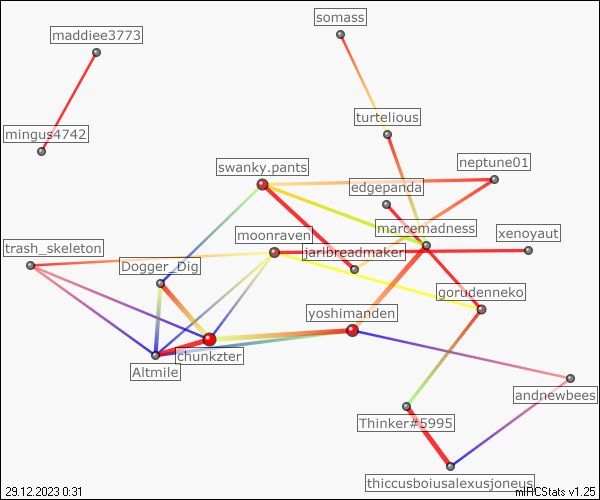 somass
maddiee3773
turtelious
mingus4742
neptune01
swanky.pants
edgepanda
marcemadness
xenoyaut
moonraven
trash_skeleton
jarlbreadmaker
Dogger_Dig
gorudenneko
yoshimanden
chunkzter
Altmile
andnewbees
Thinker#5995
thiccusboiusalexusjoneus
29.12.2023 0:31
mIRCStats v1.25